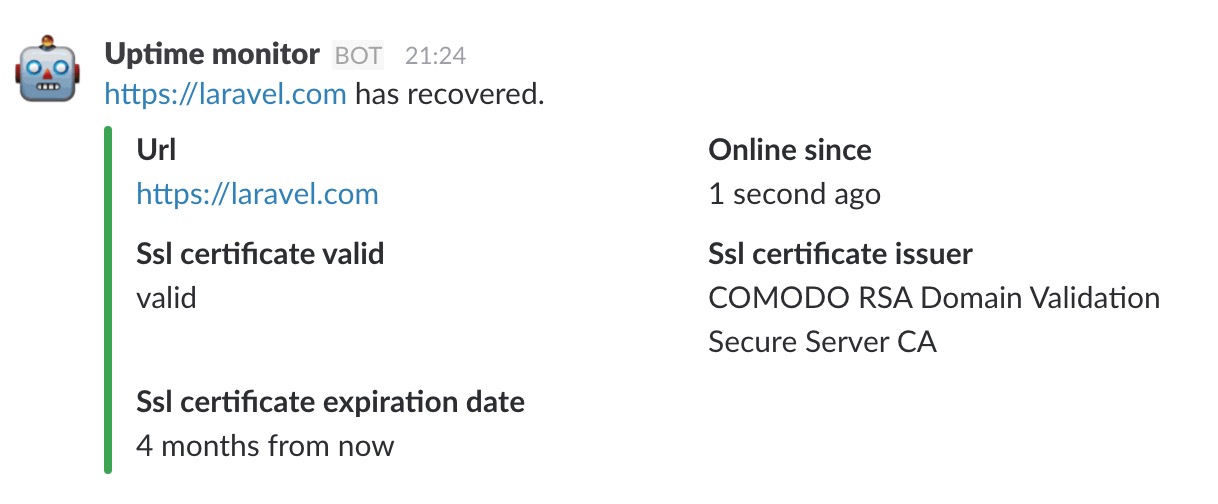 Uptime monitor BOT 21:24
https://laravel.com has recovered.
Url
https://laravel.com
Online since
1 second ago
Ssl certificate valid
valid
Ssl certificate issuer
COMODO RSA Domain Validation
Secure Server CA
Ssl certificate expiration date
4 months from now